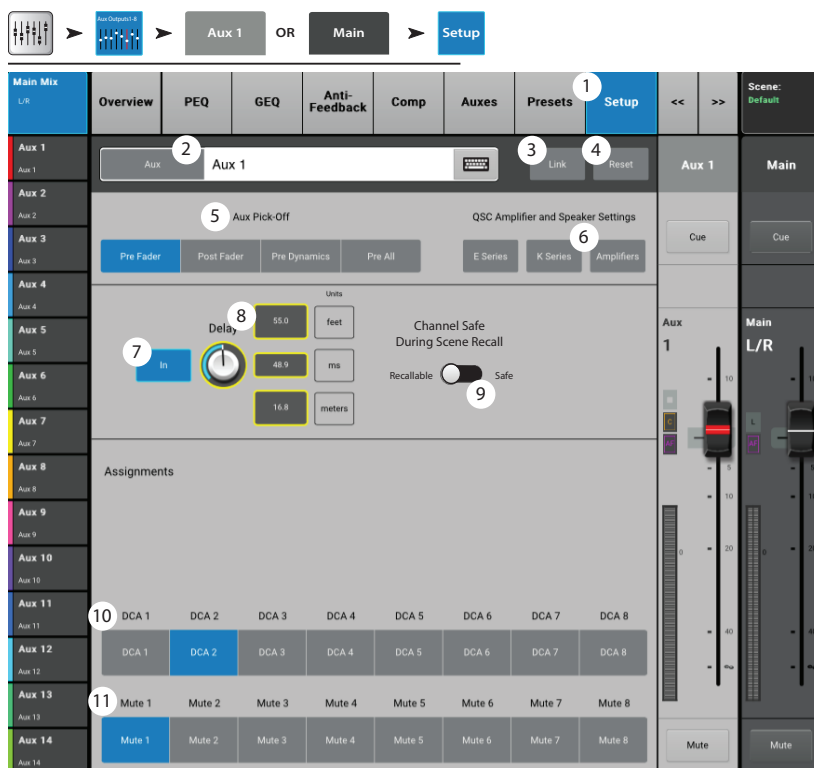 Aux Outputs1-8
Aux 1
OR
Main
Setup
Main Mix
L/R
Overview
PEQ
GEQ
Anti-
Feedback
Comp
Auxes
Presets
1
Setup
<<
>>
Scene:
Default
Aux 1
Aux 1
Aux 2
Aux 2
Aux 3
Aux 3
Aux 4
Aux 4
Aux 5
Aux 5
Aux 6
Aux 6
Aux 7
Aux 7
Aux 8
Aux 8
Aux 9
Aux 9
Aux 10
Aux 10
Aux 11
Aux 11
Aux 12
Aux 12
Aux 13
Aux 13
Aux 14
Aux 14
Aux
2
Aux 1
3
Link
4
Reset
5
Aux Pick-Off
Pre Fader
Post Fader
Pre Dynamics
Pre All
QSC Amplifier and Speaker Settings
6
E Series
K Series
Amplifiers
7
In
Delay
8
Units
55.0
feet
48.9
ms
16.8
meters
Channel Safe
During Scene Recall
Recallable
Safe
9
Assignments
10
DCA 1 DCA 2 DCA 3 DCA 4 DCA 5 DCA 6 DCA 7 DCA 8
DCA 1 DCA 2 DCA 3 DCA 4 DCA 5 DCA 6 DCA 7 DCA 8
11
Mute 1 Mute 2 Mute 3 Mute 4 Mute 5 Mute 6 Mute 7 Mute 8
Mute 1 Mute 2 Mute 3 Mute 4 Mute 5 Mute 6 Mute 7 Mute 8
Aux 1
Cue
Aux
1
10
C
AF
5
10
0
20
40
∞
Mute
Main
Cue
Main
L/R
L
AF
0
Mute